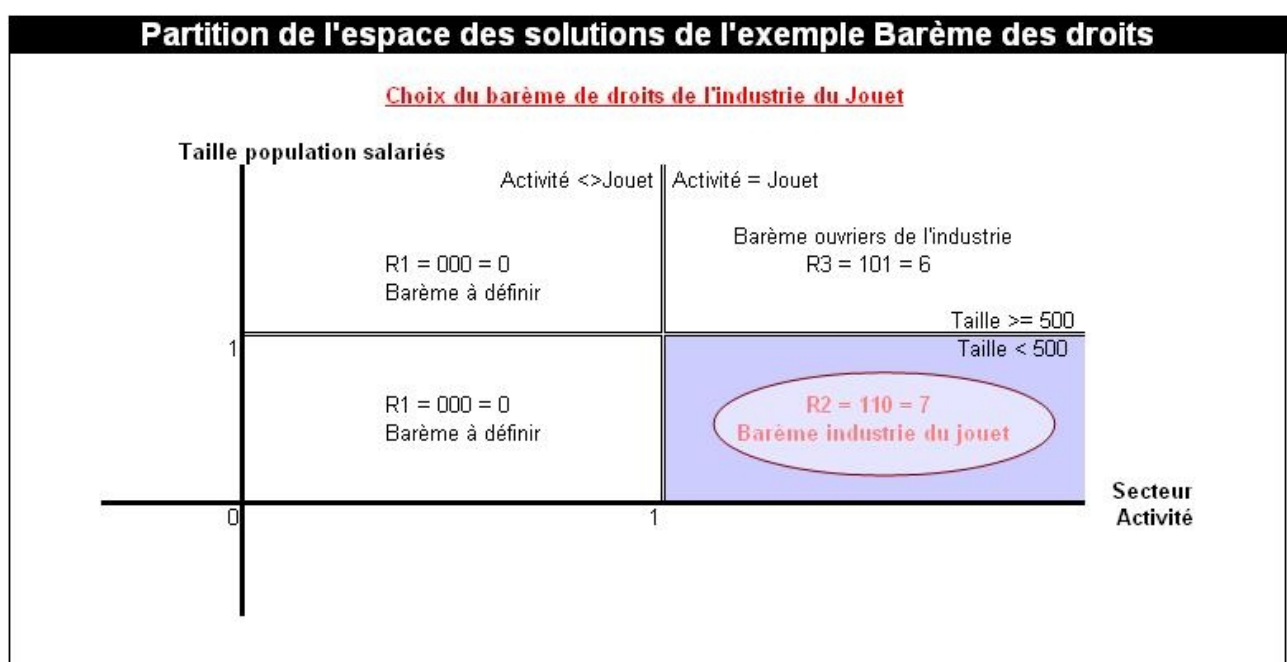 Partition de l'espace des solutions de l'exemple Barème des droits
Choix du barème de droits de l'industrie du Jouet
Taille population salariés
Activité <>Jouet
Activité = Jouet
Barème ouvriers de l'industrie
R3 = 101 = 6
R1 = 000 = 0
Barème à définir
Taille >= 500
1
Taille < 500
R1 = 000 = 0
Barème à définir
R2 = 110 = 7
Barème industrie du jouet
Secteur
Activité
0
1